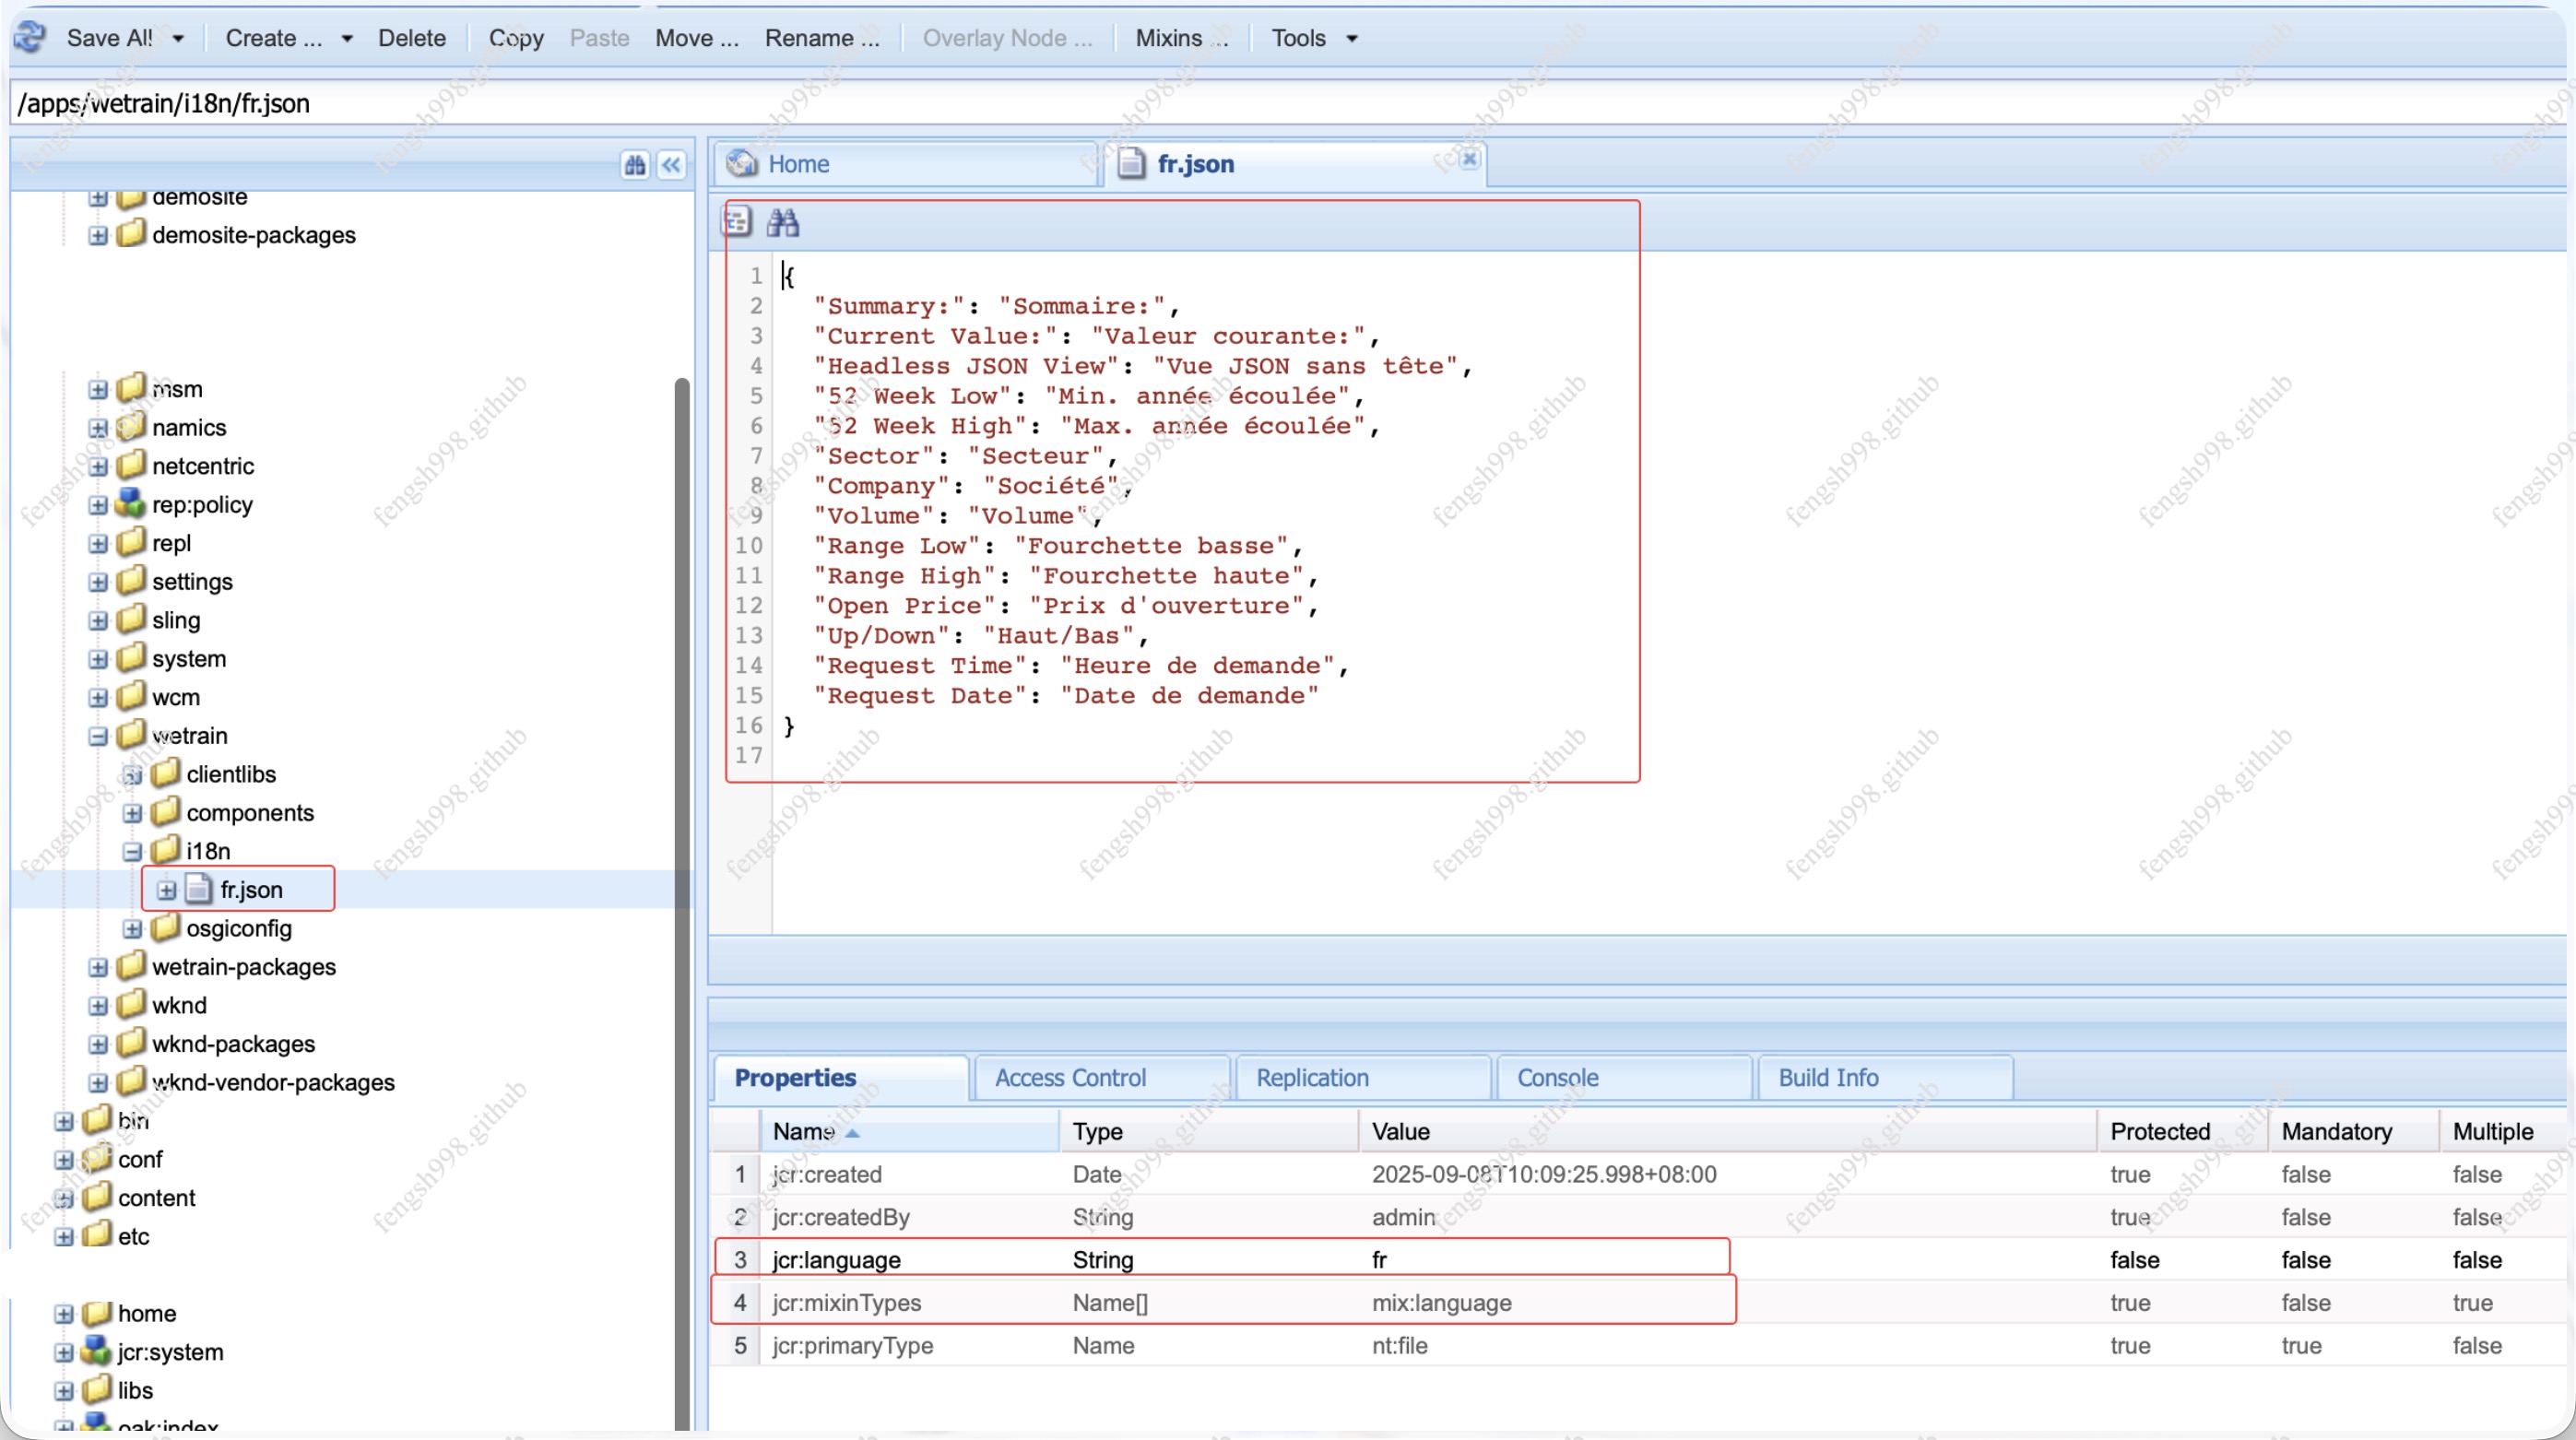 Save All Create ... Delete Copy Paste Move ... Rename ... Overlay Node ... Mixins ... Tools
/apps/wetrain/i18n/fr.json
demosite
demosite-packages
msm
namics
netcentric
rep:policy
repl
settings
sling
system
wcm
wetrain
clientlibs
components
i18n
fr.json
osgiconfig
wetrain-packages
wknd
wknd-packages
wknd-vendor-packages
bin
conf
content
etc
home
jcr:system
libs
oak:index
Home fr.json
1 {
2 "Summary:": "Sommaire:",
3 "Current Value:": "Valeur courante:",
4 "Headless JSON View": "Vue JSON sans tête",
5 "52 Week Low": "Min. année écoulée",
6 "52 Week High": "Max. année écoulée",
7 "Sector": "Secteur",
8 "Company": "Société",
9 "Volume": "Volume",
10 "Range Low": "Fourchette basse",
11 "Range High": "Fourchette haute",
12 "Open Price": "Prix d'ouverture",
13 "Up/Down": "Haut/Bas",
14 "Request Time": "Heure de demande",
15 "Request Date": "Date de demande"
16 }
17
Properties Access Control Replication Console Build Info
Name Type Value Protected Mandatory Multiple
1 jcr:created Date 2025-09-08T10:09:25.998+08:00 true false false
2 jcr:createdBy String admin true false false
3 jcr:language String fr false false false
4 jcr:mixinTypes Name[] mix:language true false true
5 jcr:primaryType Name nt:file true true false
fengsh998.github